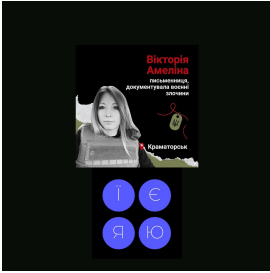 Вікторія
Амеліна
письменниця,
документувала воєнні
злочини
Краматорськ
Ї Є
Я Ю